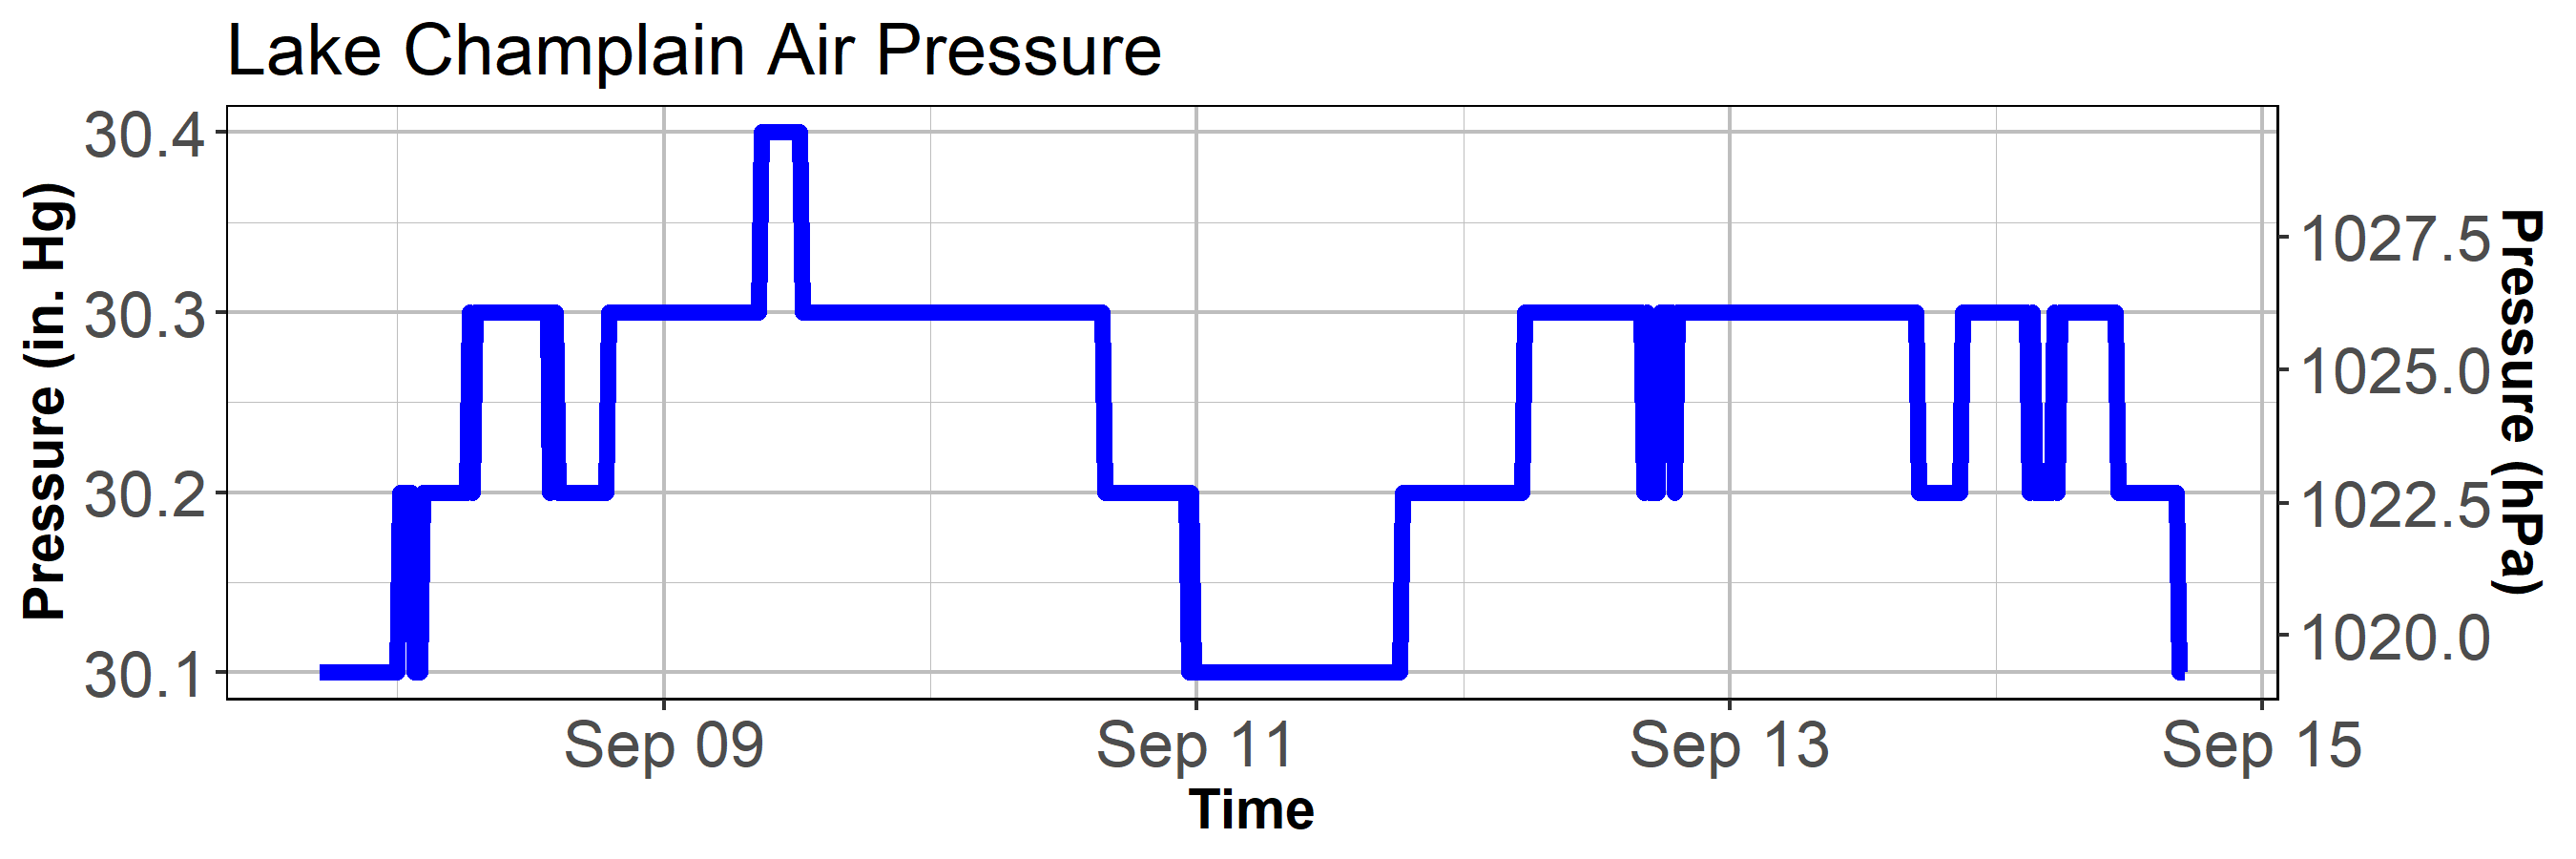 Lake Champlain Air Pressure
30.4
30.3
30.2
30.1
Pressure (in. Hg)
1027.5
1025.0
1022.5
1020.0
Pressure (hPa)
Sep 09
Sep 11
Sep 13
Sep 15
Time